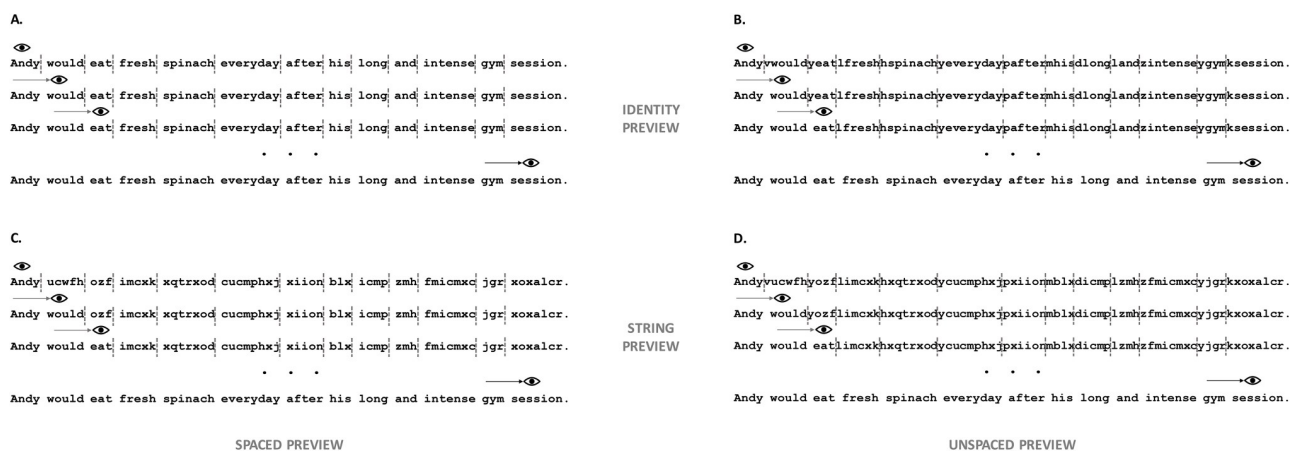 A.
Andy would eat fresh spinach everyday after his long and intense gym session.
Andy would eat fresh spinach everyday after his long and intense gym session.
Andy would eat fresh spinach everyday after his long and intense gym session.
. . .
Andy would eat fresh spinach everyday after his long and intense gym session.
IDENTITY
PREVIEW
B.
Andyvwouldyeatlfreshhspinachyeverydaypaftermhisdlonglandzintenseygymksession.
Andy wouldyeatlfreshhspinachyeverydaypaftermhisdlonglandzintenseygymksession.
Andy would eatlfreshhspinachyeverydaypaftermhisdlonglandzintenseygymksession.
. . .
Andy would eat fresh spinach everyday after his long and intense gym session.
C.
Andy ucwfh ozf imcxk xqtrxod cucmphxj xiion blx icmp zmh fmicmxc jgr xoxalcr.
Andy would ozf imcxk xqtrxod cucmphxj xiion blx icmp zmh fmicmxc jgr xoxalcr.
Andy would eat imcxk xqtrxod cucmphxj xiion blx icmp zmh fmicmxc jgr xoxalcr.
. . .
Andy would eat fresh spinach everyday after his long and intense gym session.
STRING
PREVIEW
D.
Andyvucwfhyozflimcxkhxqtrxodycucmphxjpxiionmblxdicmplzmhzfmicmxcyjgrkxoxalcr.
Andy wouldyozflimcxkhxqtrxodycucmphxjpxiionmblxdicmplzmhzfmicmxcyjgrkxoxalcr.
Andy would eatlimcxkhxqtrxodycucmphxjpxiionmblxdicmplzmhzfmicmxcyjgrkxoxalcr.
. . .
Andy would eat fresh spinach everyday after his long and intense gym session.
SPACED PREVIEW
UNSPACED PREVIEW